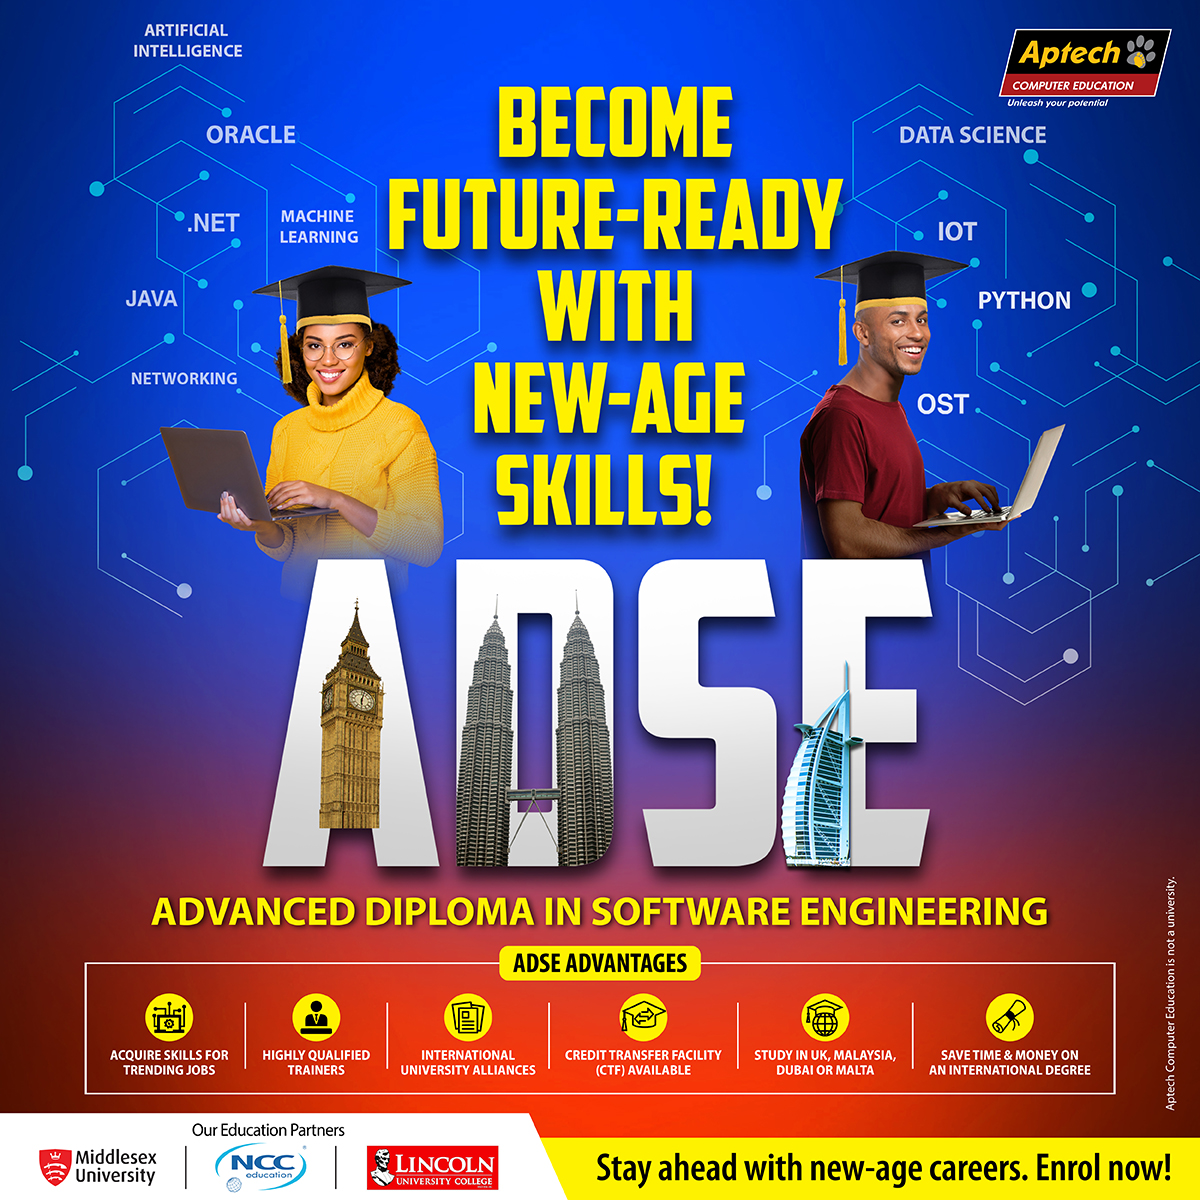 ARTIFICIAL
INTELLIGENCE
ORACLE
.NET
MACHINE
LEARNING
JAVA
NETWORKING
BECOME
FUTURE-READY
WITH
NEW-AGE
SKILLS!
Aptech
COMPUTER EDUCATION
Unleash your potential
DATA SCIENCE
IOT
PYTHON
OST
ADSE
ADVANCED DIPLOMA IN SOFTWARE ENGINEERING
ADSE ADVANTAGES
ACQUIRE SKILLS FOR
TRENDING JOBS
HIGHLY QUALIFIED
TRAINERS
INTERNATIONAL
UNIVERSITY ALLIANCES
CREDIT TRANSFER FACILITY
(CTF) AVAILABLE
STUDY IN UK, MALAYSIA,
DUBAI OR MALTA
SAVE TIME & MONEY ON
AN INTERNATIONAL DEGREE
Aptech Computer Education is not a university.
Our Education Partners
Middlesex
University
NCC
education
LINCOLN
UNIVERSITY COLLEGE
Stay ahead with new-age careers. Enrol now!